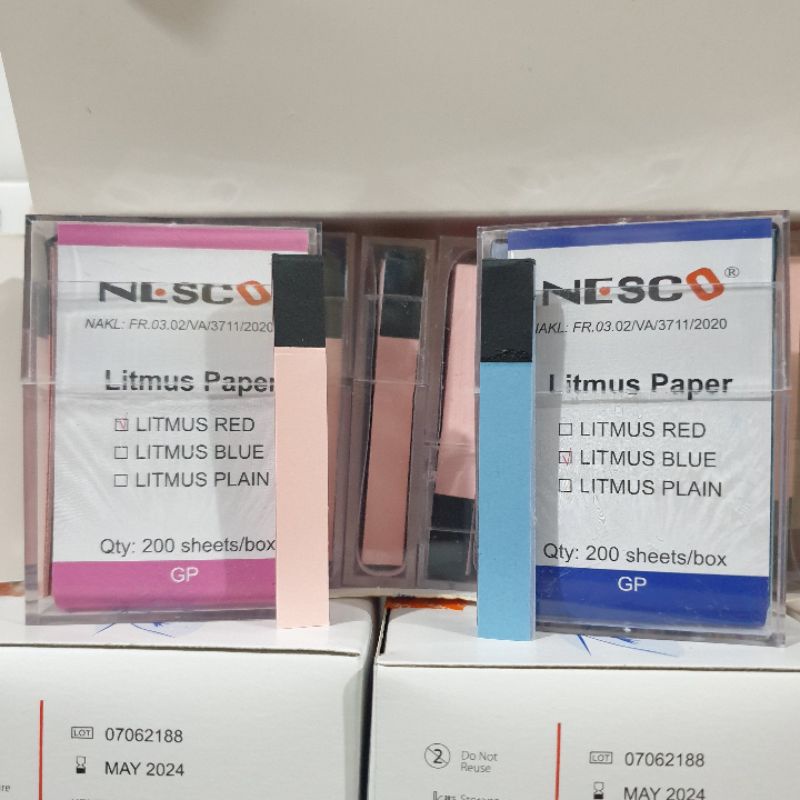 NESCO
NAKL: FR.03.02/VA/3711/2020
Litmus Paper
LITMUS RED
LITMUS BLUE
LITMUS PLAIN
Qty: 200 sheets/box
GP
NESCO®
NAKL: FR.03.02/VA/3711/2020
Litmus Paper
LITMUS RED
LITMUS BLUE
LITMUS PLAIN
Qty: 200 sheets/box
GP
LOT 07062188
MAY 2024
2 Do Not
Reuse
LOT 07062188
MAY 2024